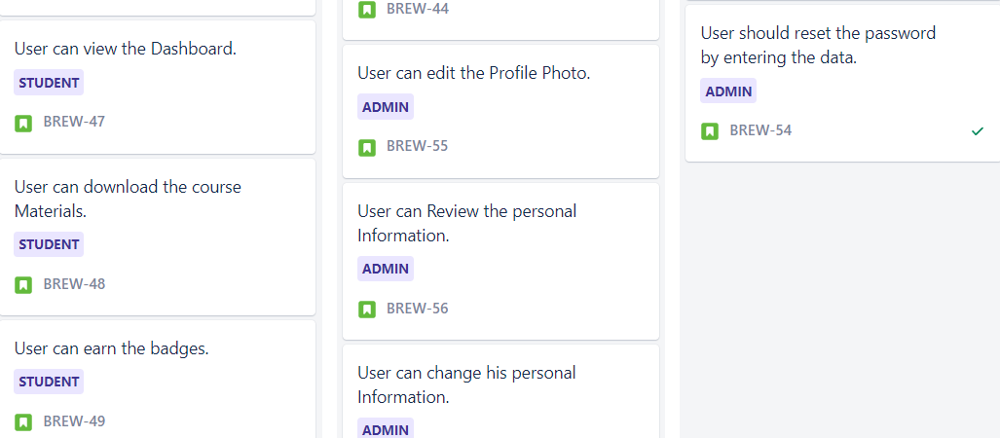 User can view the Dashboard.
STUDENT
BREW-47
User can download the course
Materials.
STUDENT
BREW-48
User can earn the badges.
STUDENT
BREW-49
BREW-44
User can edit the Profile Photo.
ADMIN
BREW-55
User can Review the personal
Information.
ADMIN
BREW-56
User can change his personal
Information.
ADMIN
User should reset the password
by entering the data.
ADMIN
BREW-54